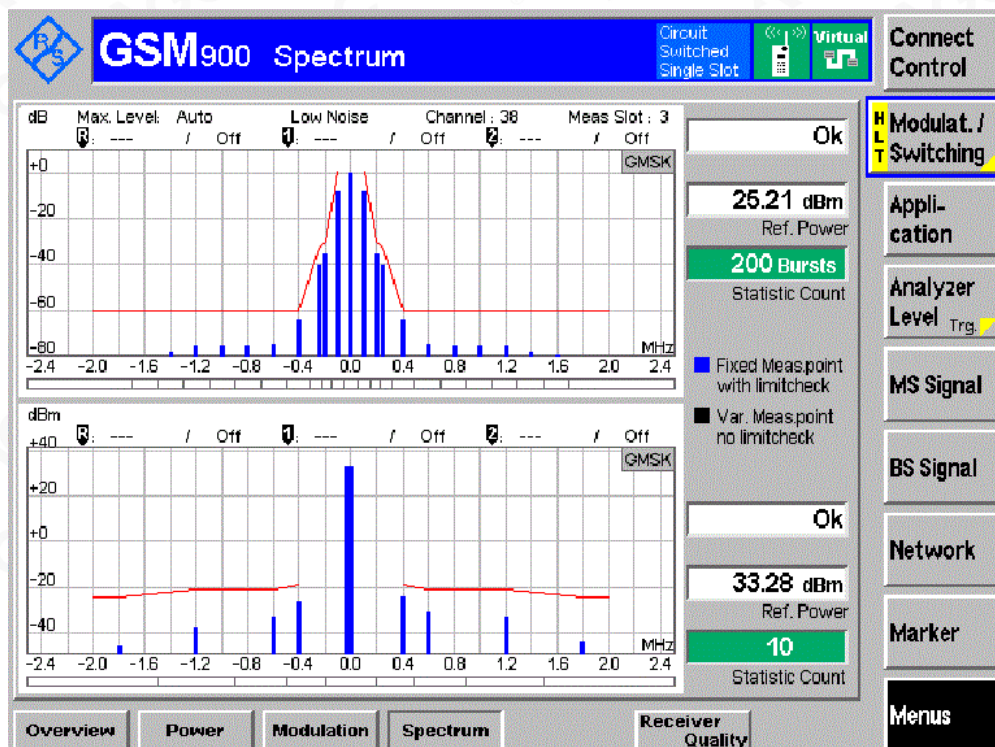 R/S
GSM900 Spectrum
Circuit
Switched
Single Slot
Virtual
Connect
Control
dB Max. Level: Auto Low Noise Channel : 38 Meas Slot : 3
R : --- / Off 1 : --- / Off 2 : --- / Off
GMSK
+0
-20
-40
-60
-80
MHz
-2.4 -2.0 -1.6 -1.2 -0.8 -0.4 0.0 0.4 0.8 1.2 1.6 2.0 2.4
Ok
25.21 dBm
Ref. Power
200 Bursts
Statistic Count
Fixed Meas.point
with limitcheck
Var. Meas.point
no limitcheck
dBm
R : --- / Off 1 : --- / Off 2 : --- / Off
GMSK
+40
+20
+0
-20
-40
MHz
-2.4 -2.0 -1.6 -1.2 -0.8 -0.4 0.0 0.4 0.8 1.2 1.6 2.0 2.4
Ok
33.28 dBm
Ref. Power
10
Statistic Count
HLT
Modulat. /
Switching
Appli-
cation
Analyzer
Level Trg.
MS Signal
BS Signal
Network
Marker
Menus
Overview
Power
Modulation
Spectrum
Receiver
Quality